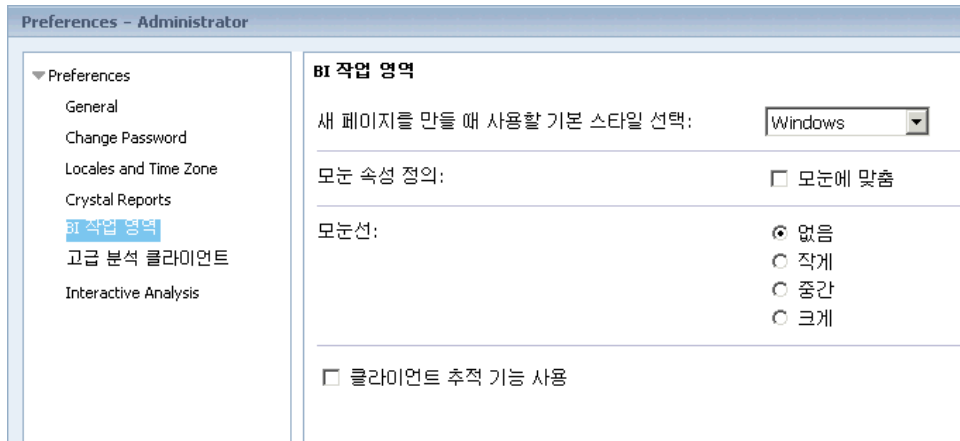 Preferences – Administrator
Preferences
General
Change Password
Locales and Time Zone
Crystal Reports
BI 작업 영역
고급 분석 클라이언트
Interactive Analysis
BI 작업 영역
새 페이지를 만들 때 사용할 기본 스타일 선택:
Windows
모눈 속성 정의:
모눈에 맞춤
모눈선:
없음
작게
중간
크게
클라이언트 추적 기능 사용